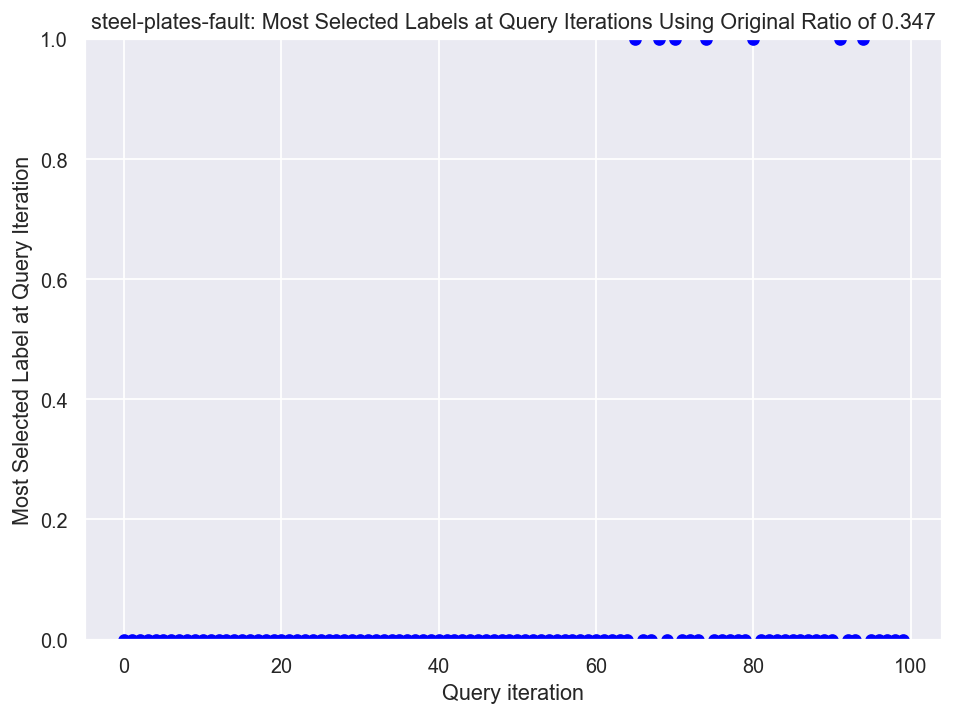 steel-plates-fault: Most Selected Labels at Query Iterations Using Original Ratio of 0.347
1.0
0.8
0.6
0.4
0.2
0.0
Most Selected Label at Query Iteration
0 20 40 60 80 100
Query iteration